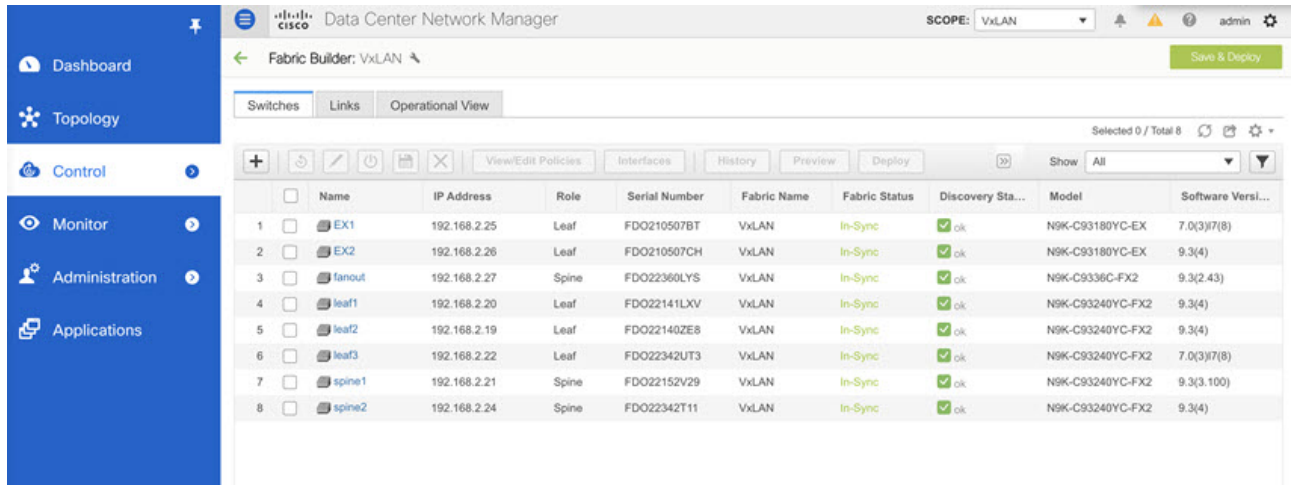 cisco Data Center Network Manager SCOPE: VxLAN admin
Dashboard
Topology
Control
Monitor
Administration
Applications
Fabric Builder: VxLAN Save & Deploy
Switches Links Operational View
Selected 0 / Total 8
View/Edit Policies Interfaces History Preview Deploy Show All
Name IP Address Role Serial Number Fabric Name Fabric Status Discovery Sta... Model Software Versi...
1 EX1 192.168.2.25 Leaf FDO210507BT VxLAN In-Sync ok N9K-C93180YC-EX 7.0(3)I7(8)
2 EX2 192.168.2.26 Leaf FDO210507CH VxLAN In-Sync ok N9K-C93180YC-EX 9.3(4)
3 fanout 192.168.2.27 Spine FDO22360LYS VxLAN In-Sync ok N9K-C9336C-FX2 9.3(2.43)
4 leaf1 192.168.2.20 Leaf FDO22141LXV VxLAN In-Sync ok N9K-C93240YC-FX2 9.3(4)
5 leaf2 192.168.2.19 Leaf FDO22140ZE8 VxLAN In-Sync ok N9K-C93240YC-FX2 9.3(4)
6 leaf3 192.168.2.22 Leaf FDO22342UT3 VxLAN In-Sync ok N9K-C93240YC-FX2 7.0(3)I7(8)
7 spine1 192.168.2.21 Spine FDO22152V29 VxLAN In-Sync ok N9K-C93240YC-FX2 9.3(3.100)
8 spine2 192.168.2.24 Spine FDO22342T11 VxLAN In-Sync ok N9K-C93240YC-FX2 9.3(4)